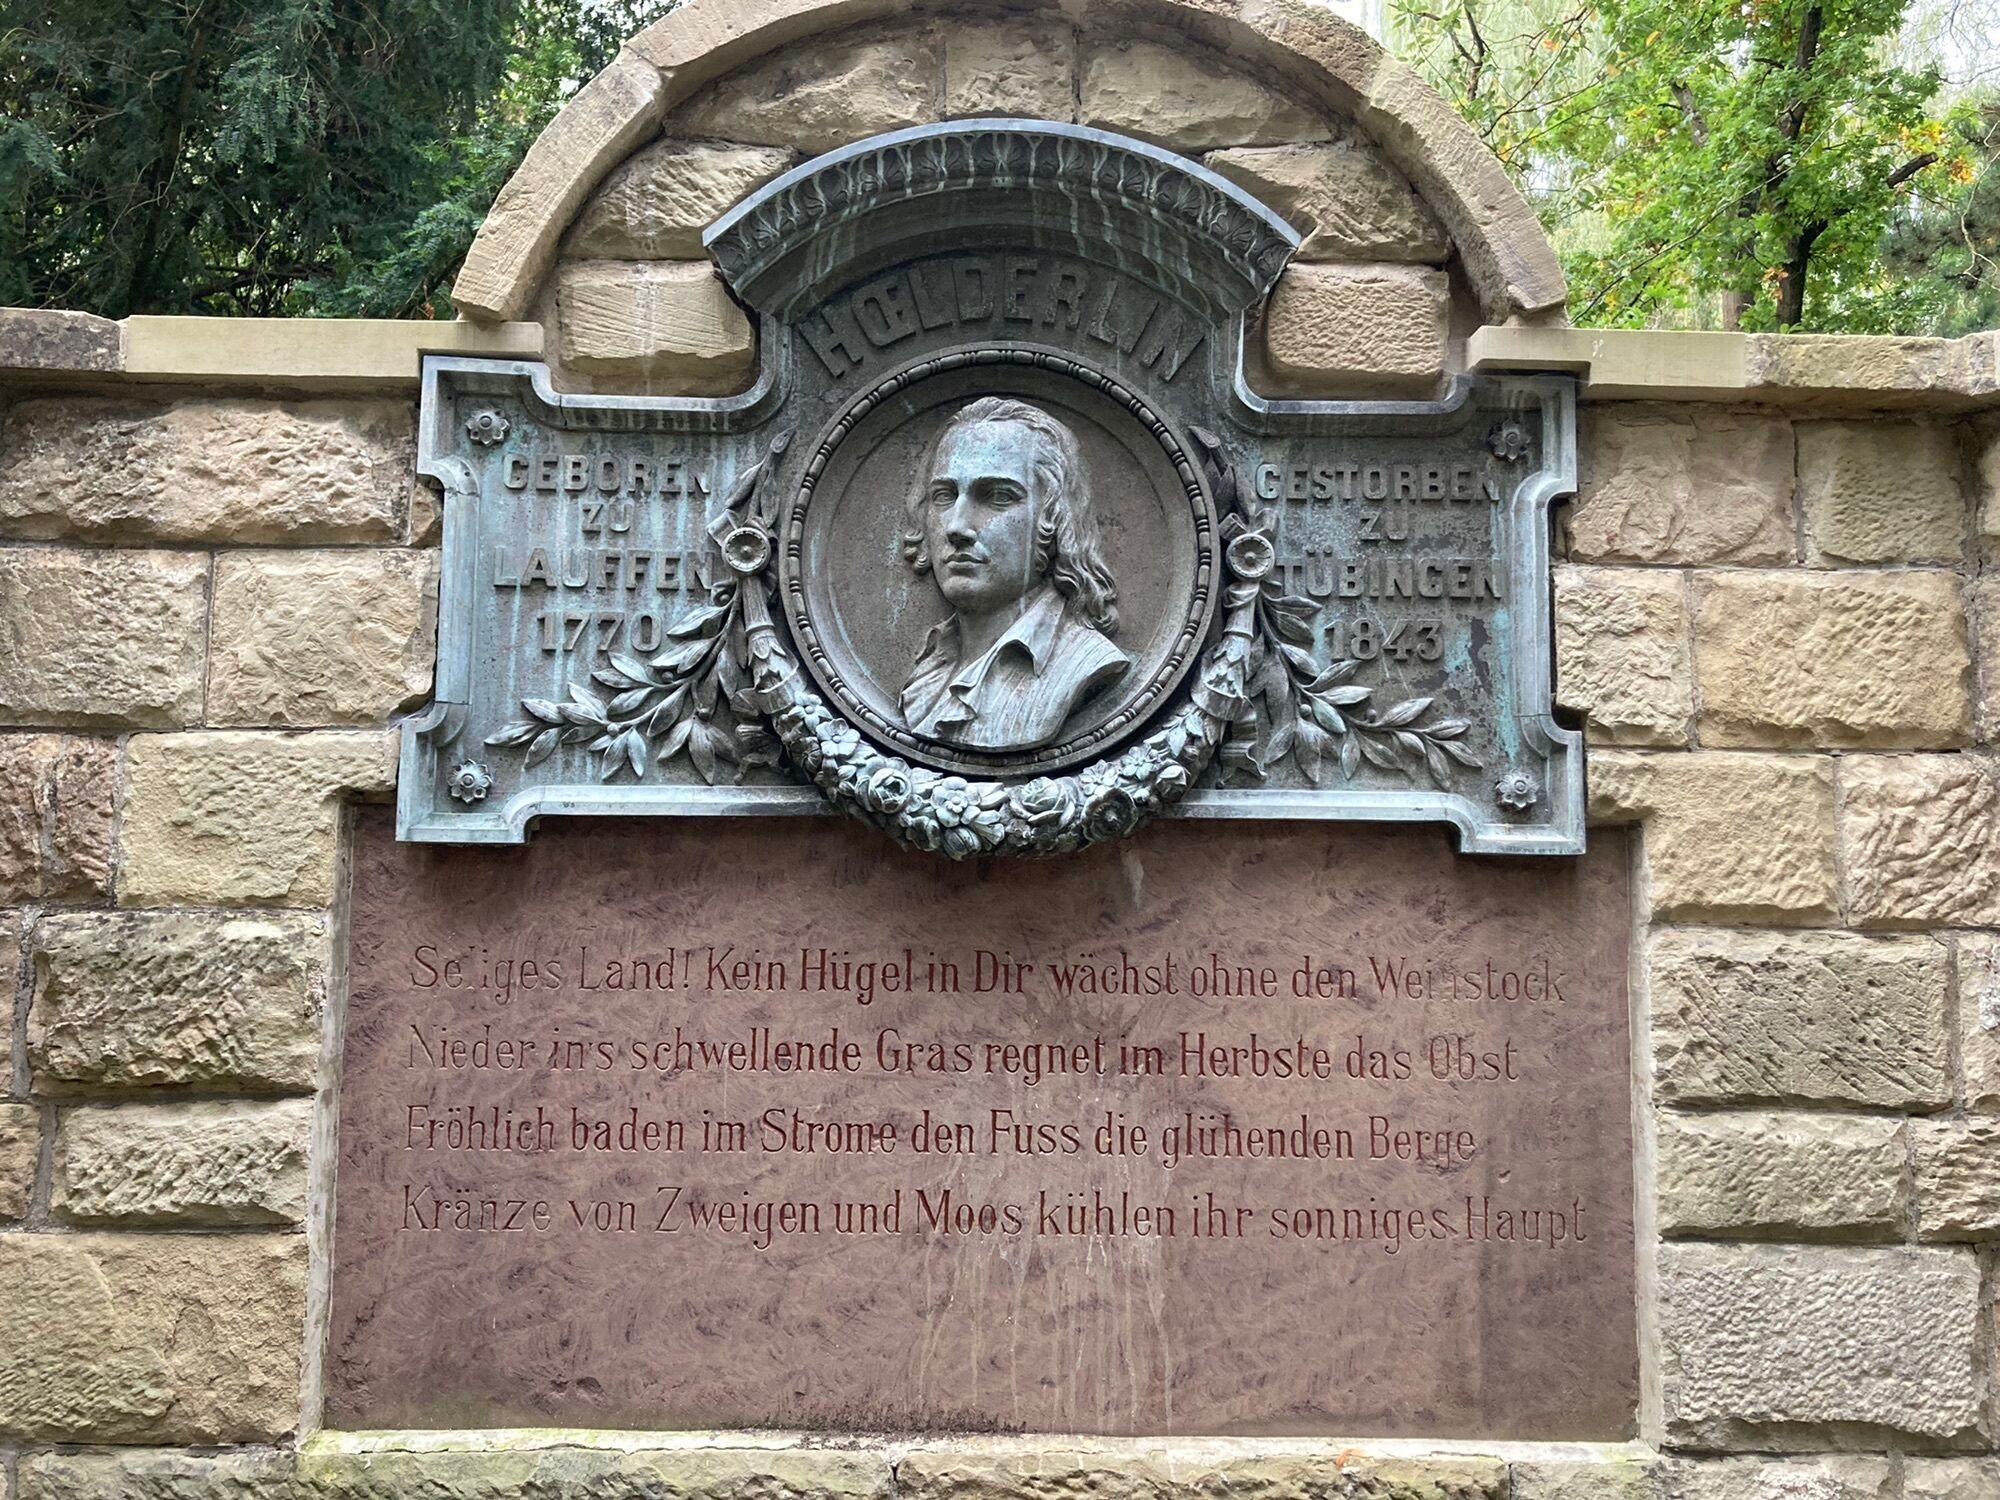 HŒLDERLIN
GEBOREN
ZU
LAUFFEN
1770
GESTORBEN
ZU
TÜBINGEN
1843
Seliges Land! Kein Hügel in Dir wächst ohne den Weinstock
Nieder in's schwellende Gras regnet im Herbste das Obst
Fröhlich baden im Strome den Fuss die glühenden Berge
Kränze von Zweigen und Moos kühlen ihr sonniges Haupt